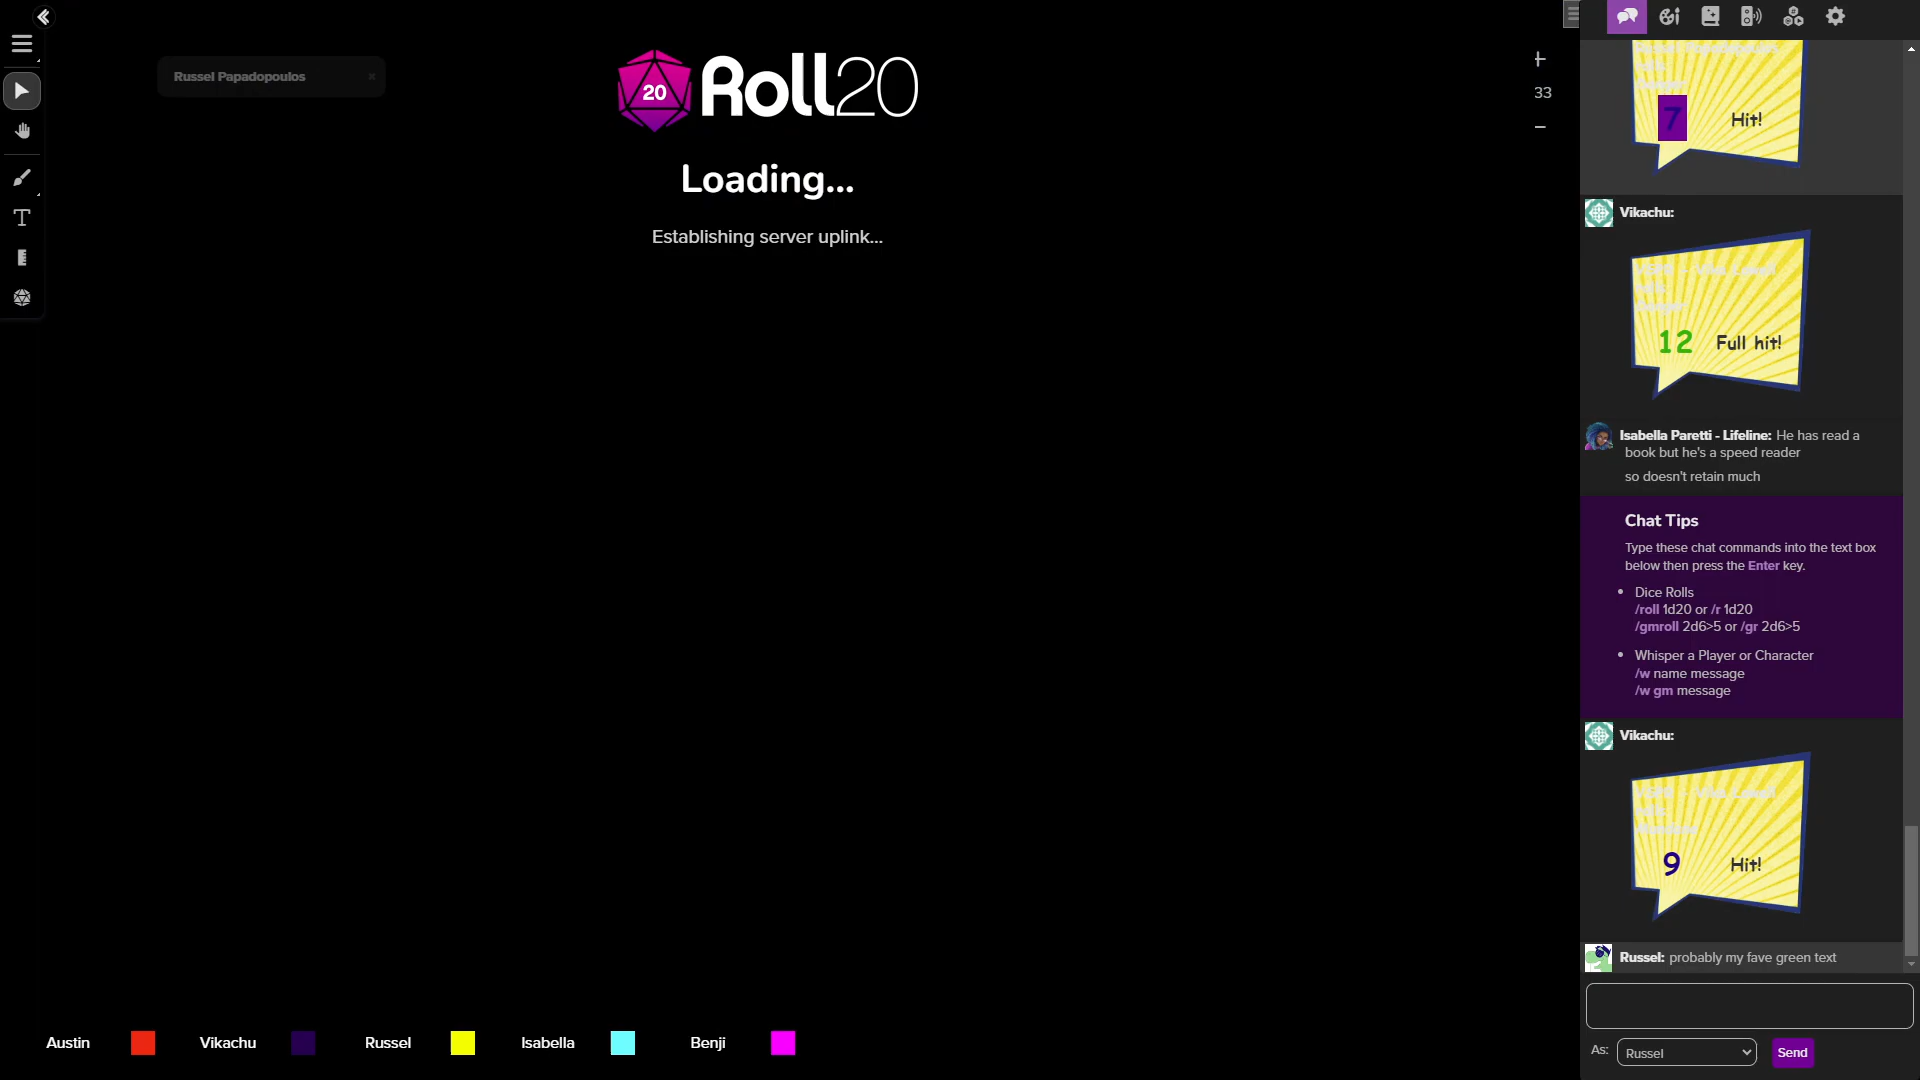 Russel Papadopoulos ×
20 Roll20
Loading...
Establishing server uplink...
33
7 Hit!
Vikachu:
12 Full hit!
Isabella Paretti - Lifeline: He has read a
book but he's a speed reader
so doesn't retain much
Chat Tips
Type these chat commands into the text box
below then press the Enter key.
Dice Rolls
/roll 1d20 or /r 1d20
/gmroll 2d6>5 or /gr 2d6>5
Whisper a Player or Character
/w name message
/w gm message
Vikachu:
9 Hit!
Russel: probably my fave green text
As: Russel Send
Austin Vikachu Russel Isabella Benji